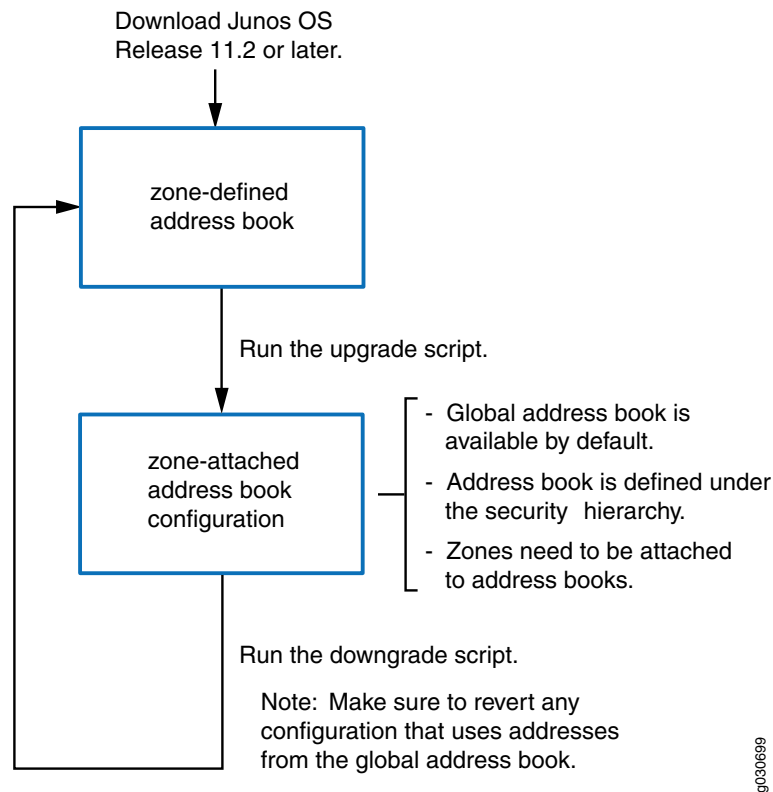 Download Junos OS
Release 11.2 or later.
zone-defined
address book
Run the upgrade script.
zone-attached
address book
configuration
- Global address book is
available by default.
- Address book is defined under
the security hierarchy.
- Zones need to be attached
to address books.
Run the downgrade script.
Note: Make sure to revert any
configuration that uses addresses
from the global address book.
g030699